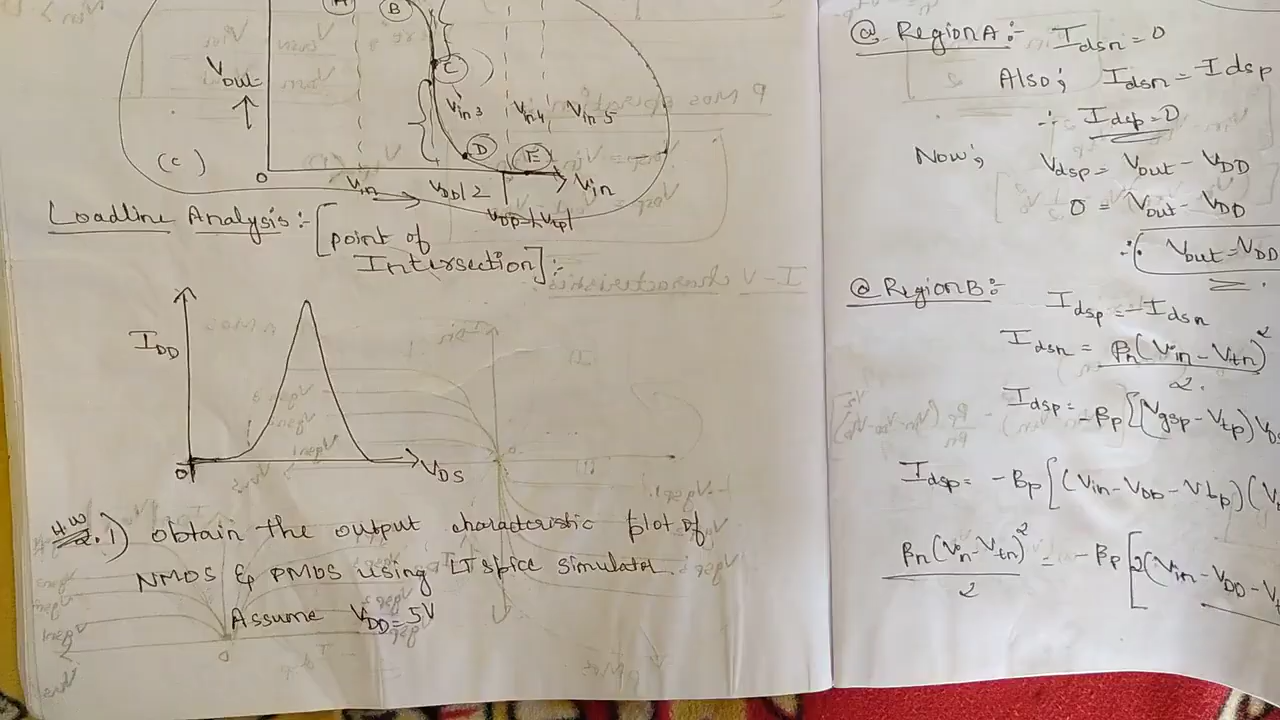 A
B
Vout
C
Vin3
Vin4
Vin5
D
E
(c)
0
Vin
VDD/2
Vin
VDD-|Vtp|
Loadline Analysis :- [point of
Intersection] :-
IDD
0
VDS
H.W
Q.1) obtain the output characteristic plot of
NMOS & PMOS using LTspice simulator.
Assume VDD = 5V
@ Region A :- Idsn = 0
Also; Idsn = Idsp
∴ Idsp = 0
Now; Vdsp = Vout - VDD
0 = Vout - VDD
∴ Vout = VDD
@ Region B :-
Idsp = -Idsn
Idsn = βn(Vin - Vtn)²
2.
Idsp = -βp[(Vgsp - Vtp)
Idsp = -βp[(Vin - VDD - Vtp)(
βn(Vin - Vtn)² = -βp[2(Vin - VDD -
2